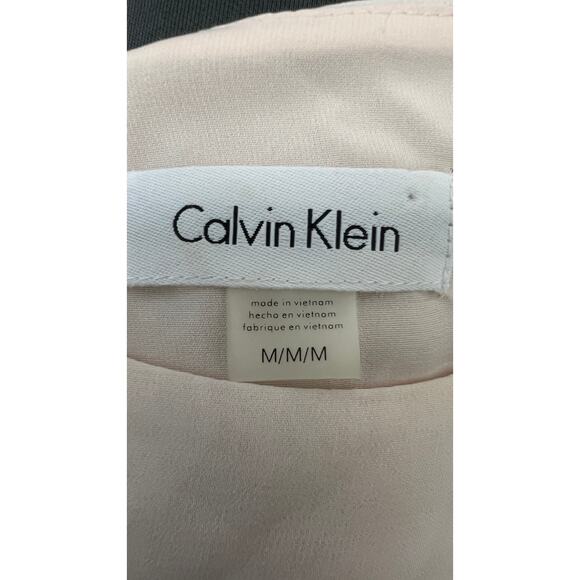 Calvin Klein
made in vietnam
hecho en vietnam
fabrique en vietnam
M/M/M